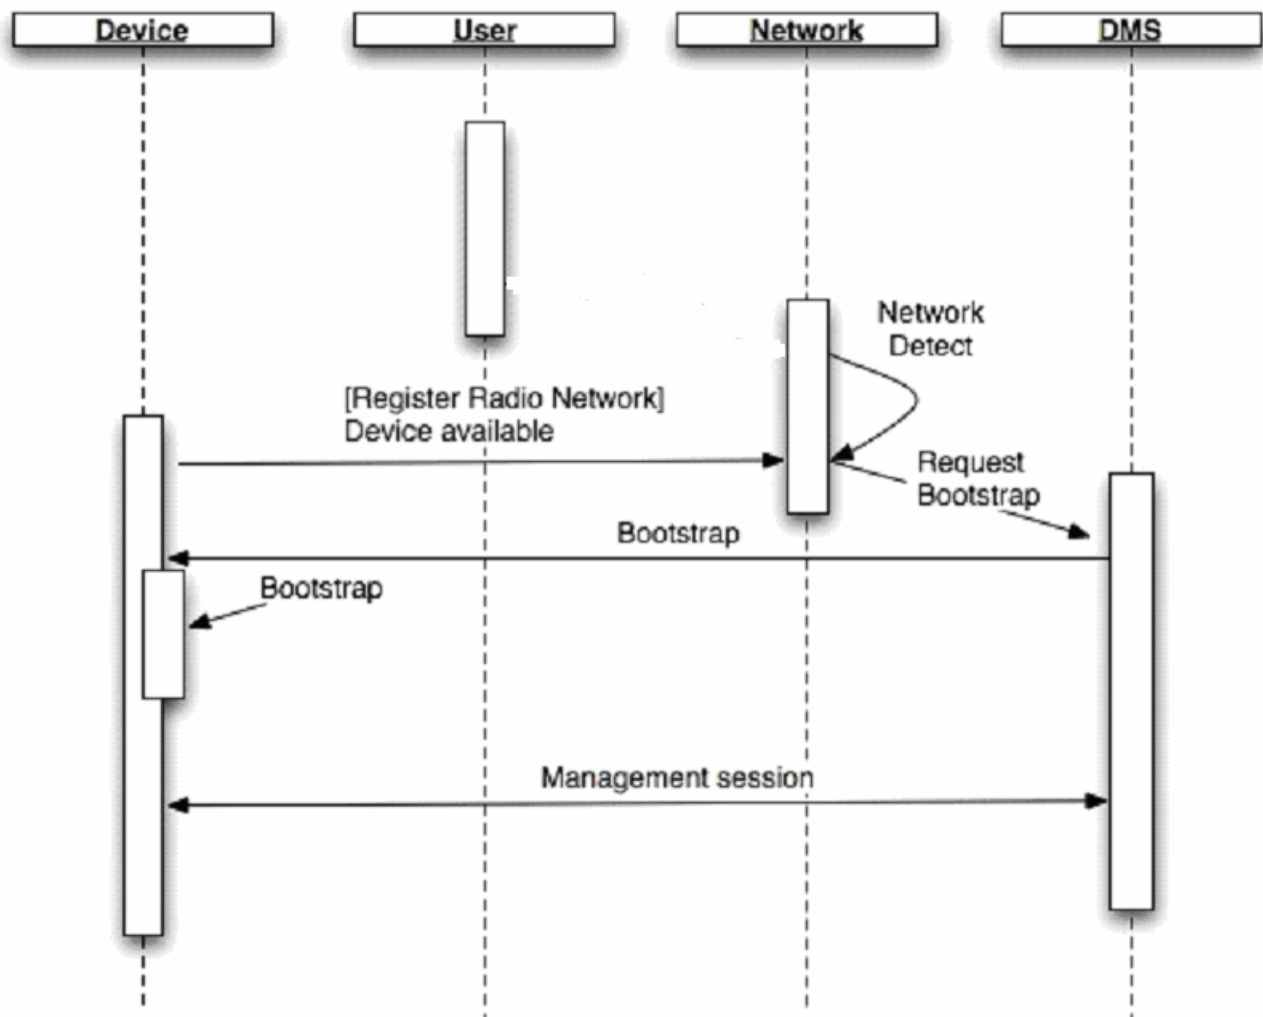 Device
User
Network
DMS
Network
Detect
[Register Radio Network]
Device available
Request
Bootstrap
Bootstrap
Bootstrap
Management session